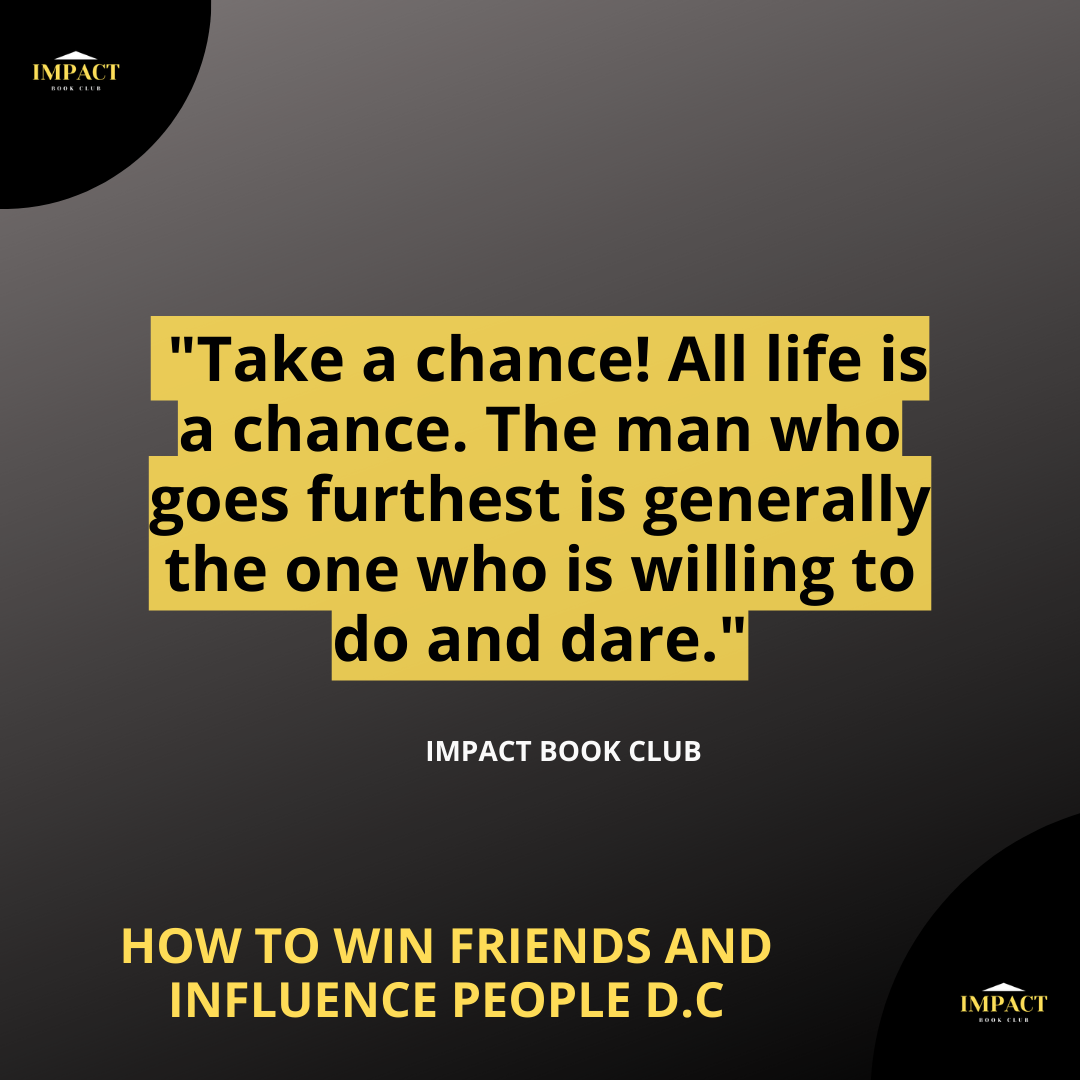 IMPACT
BOOK CLUB
"Take a chance! All life is
a chance. The man who
goes furthest is generally
the one who is willing to
do and dare."
IMPACT BOOK CLUB
HOW TO WIN FRIENDS AND
INFLUENCE PEOPLE D.C
IMPACT
BOOK CLUB